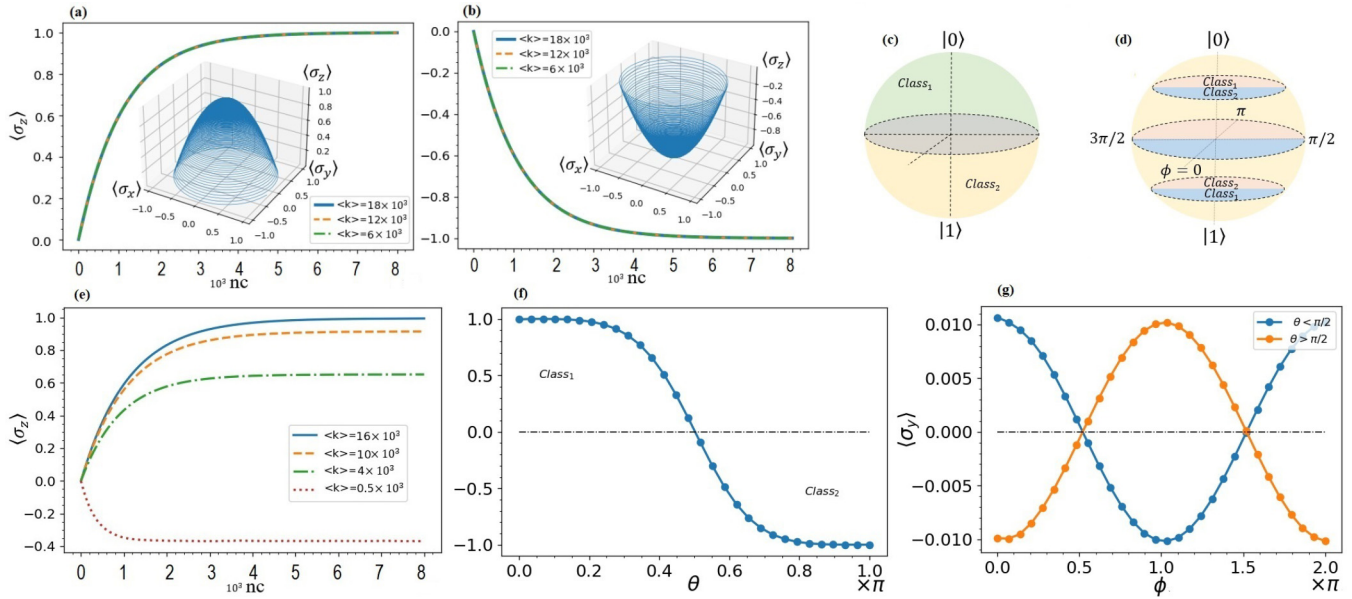 (a)
1.0
0.8
0.6
0.4
0.2
0.0
⟨σz⟩
⟨σz⟩
1.0
0.8
0.6
0.4
0.2
⟨σy⟩
1.0
0.5
0.0
-0.5
-1.0
⟨σx⟩
-1.0
-0.5
0.0
0.5
1.0
<k>=18× 10³
<k>=12× 10³
<k>=6× 10³
0 1 2 3 4 5 6 7 8
10³ nc
(b)
0.0
−0.2
−0.4
−0.6
−0.8
−1.0
<k>=18× 10³
<k>=12× 10³
<k>=6× 10³
⟨σz⟩
-0.2
-0.4
-0.6
-0.8
⟨σy⟩
1.0
0.5
0.0
-0.5
-1.0
⟨σx⟩
-1.0
-0.5
0.0
0.5
1.0
0 1 2 3 4 5 6 7 8
10³ nc
(c)
|0⟩
Class₁
Class₂
|1⟩
(d)
|0⟩
Class₁
Class₂
π
3π/2
π/2
ϕ = 0
Class₂
Class₁
|1⟩
(e)
1.0
0.8
0.6
0.4
0.2
0.0
−0.2
−0.4
⟨σz⟩
<k>=16× 10³
<k>=10× 10³
<k>=4× 10³
<k>=0.5× 10³
0 1 2 3 4 5 6 7 8
10³ nc
(f)
1.0
0.5
0.0
−0.5
−1.0
Class₁
Class₂
0.0 0.2 0.4 0.6 0.8 1.0
θ
×π
(g)
0.010
0.005
0.000
−0.005
−0.010
⟨σy⟩
θ<π/2
θ>π/2
0.0 0.5 1.0 1.5 2.0
ϕ
×π